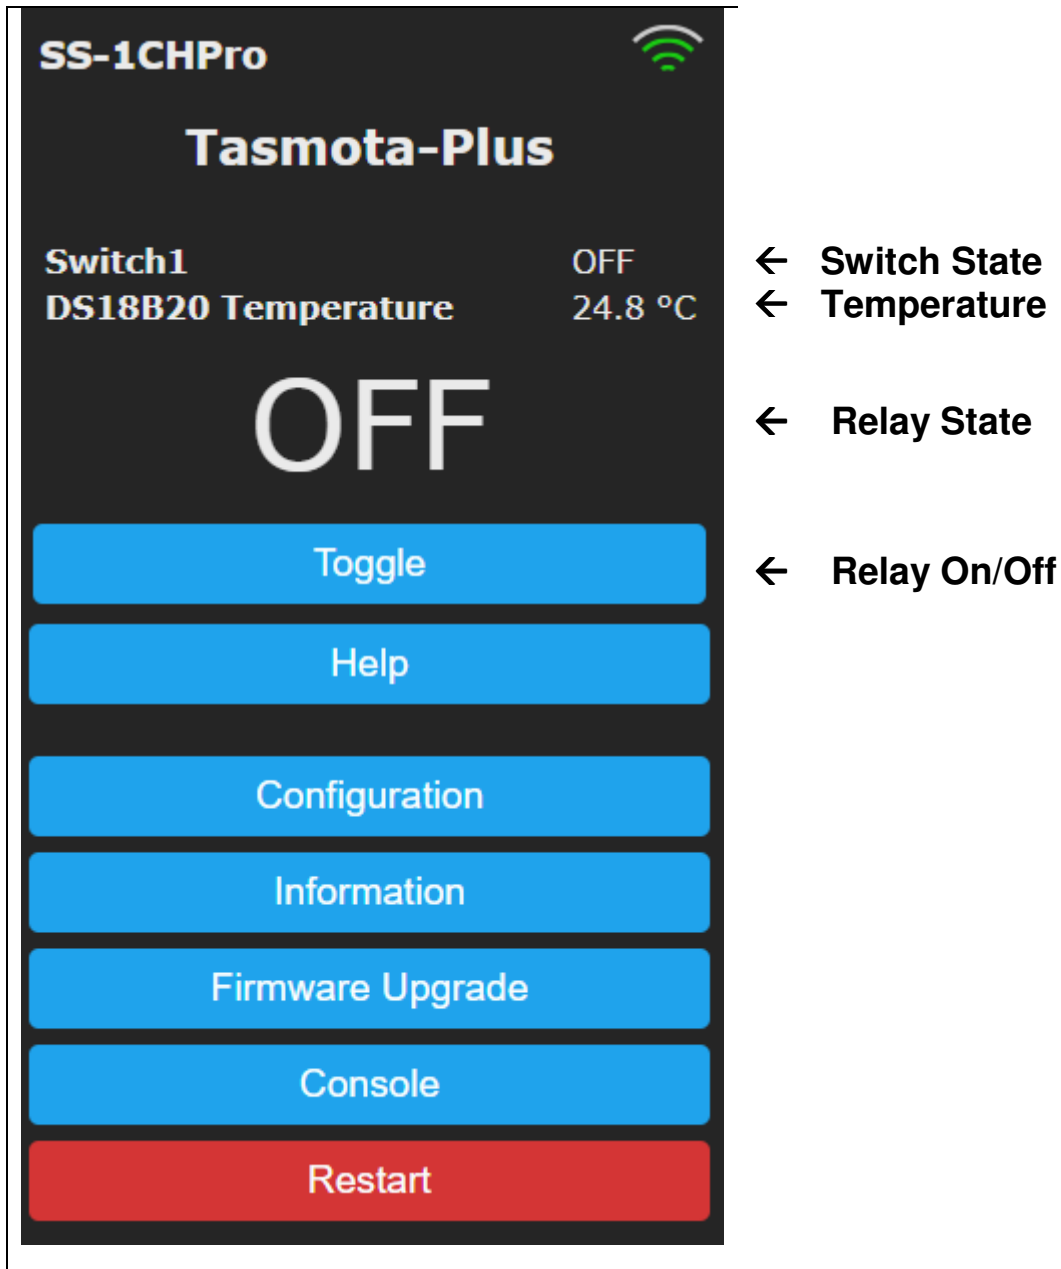 SS-1CHPro
Tasmota-Plus
Switch1 OFF ← Switch State
DS18B20 Temperature 24.8 °C ← Temperature
OFF ← Relay State
Toggle ← Relay On/Off
Help
Configuration
Information
Firmware Upgrade
Console
Restart